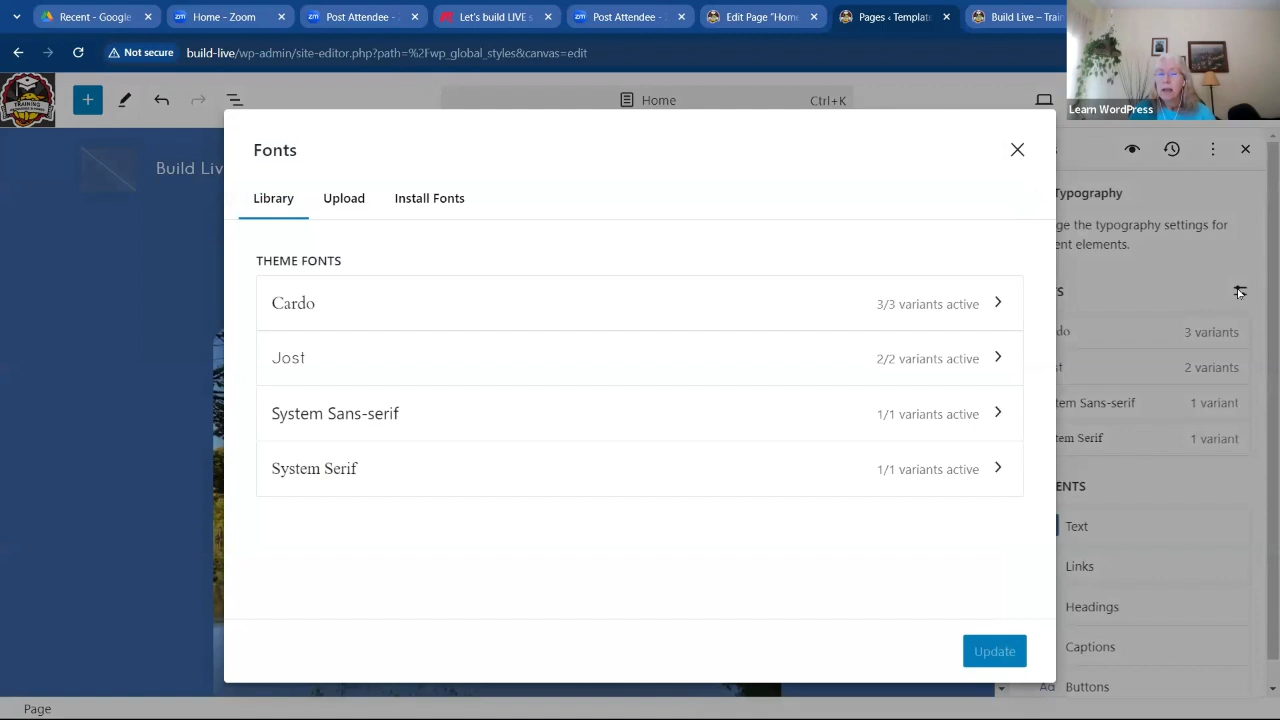 Recent - Google
Home - Zoom
Post Attendee -
Let's build LIVE s
Post Attendee -
Edit Page "Home
Pages ‹ Template
Build Live – Train
Not secure
build-live/wp-admin/site-editor.php?path=%2Fwp_global_styles&canvas=edit
Learn WordPress
TRAINING
Home
Ctrl+K
Build Liv
Fonts
Library
Upload
Install Fonts
THEME FONTS
Cardo
3/3 variants active
Jost
2/2 variants active
System Sans-serif
1/1 variants active
System Serif
1/1 variants active
Update
Typography
ge the typography settings for
ent elements.
TS
do
3 variants
t
2 variants
tem Sans-serif
1 variant
tem Serif
1 variant
ENTS
Text
Links
Headings
Captions
Aa
Buttons
Page